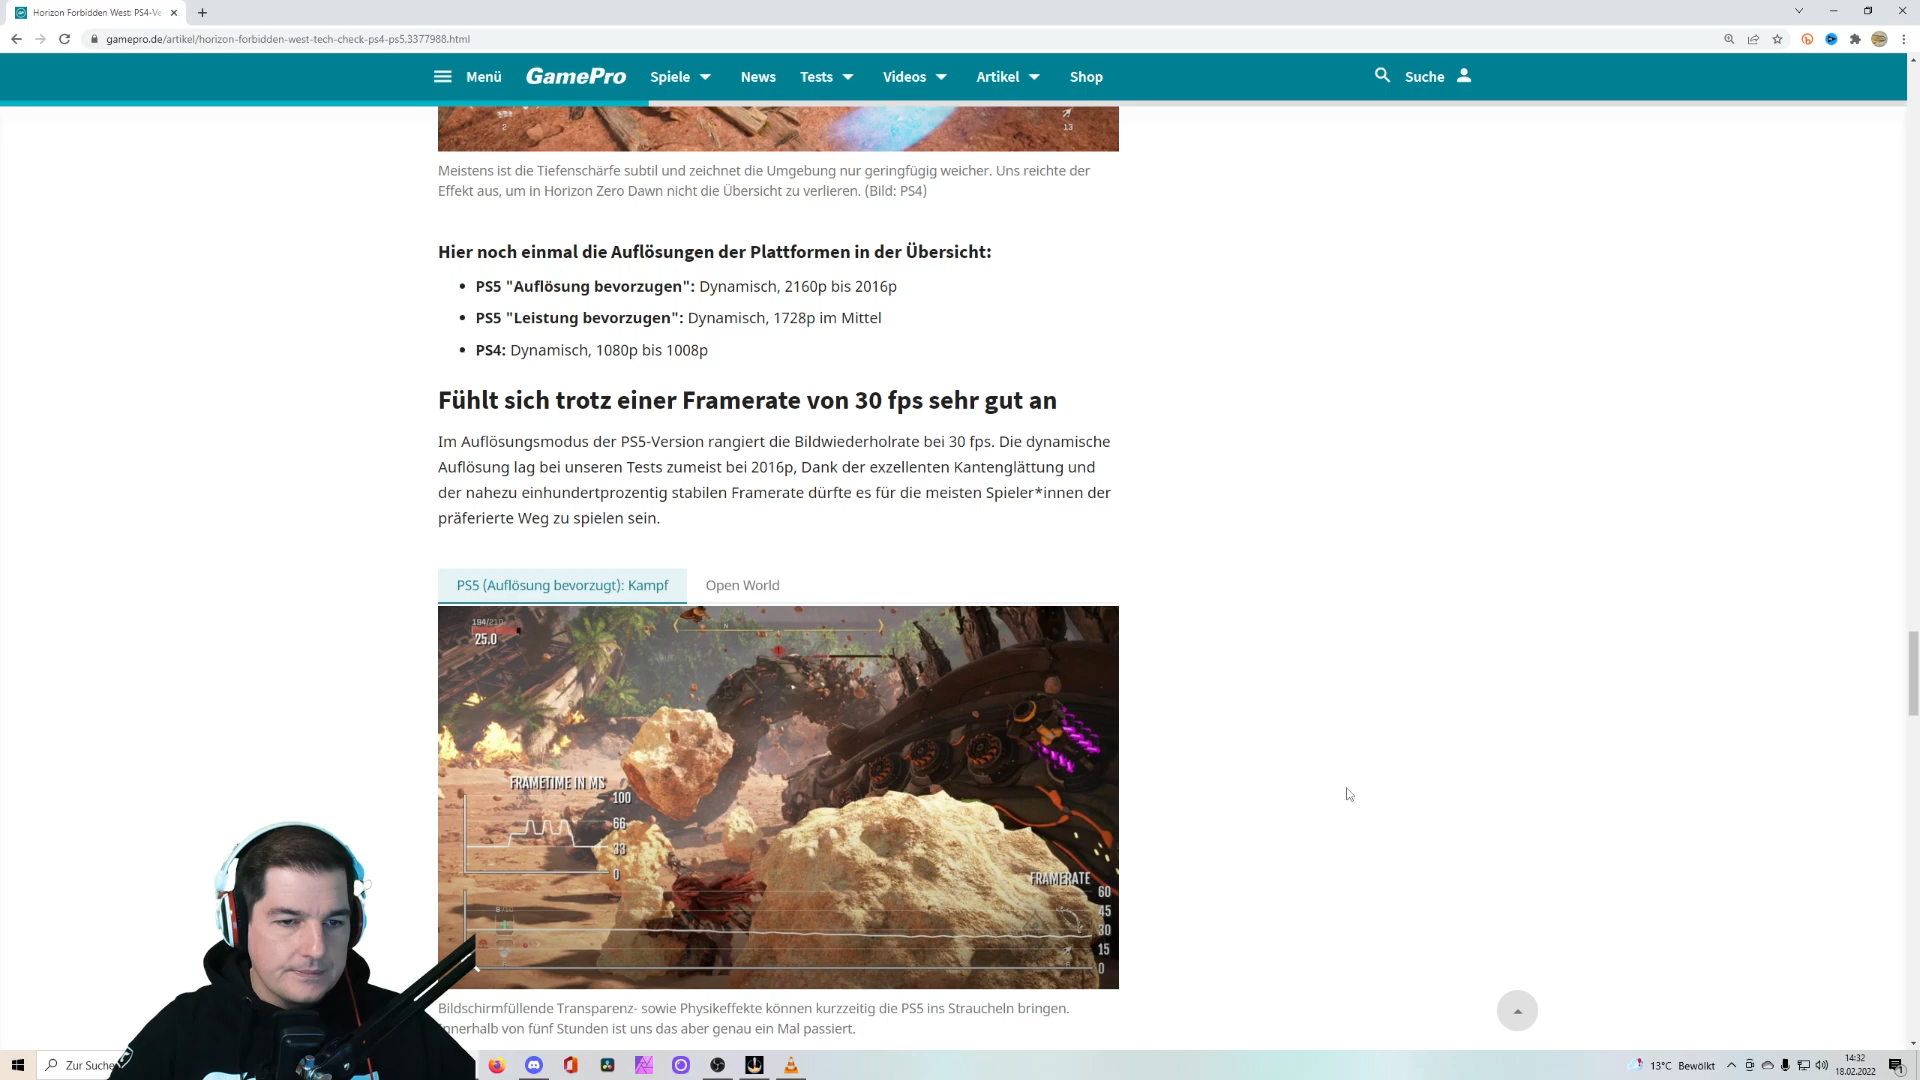 Horizon Forbidden West: PS4-Ve
gamepro.de/artikel/horizon-forbidden-west-tech-check-ps4-ps5,3377988.html
Menü GamePro Spiele News Tests Videos Artikel Shop Suche
2
13
Meistens ist die Tiefenschärfe subtil und zeichnet die Umgebung nur geringfügig weicher. Uns reichte der
Effekt aus, um in Horizon Zero Dawn nicht die Übersicht zu verlieren. (Bild: PS4)
Hier noch einmal die Auflösungen der Plattformen in der Übersicht:
PS5 "Auflösung bevorzugen": Dynamisch, 2160p bis 2016p
PS5 "Leistung bevorzugen": Dynamisch, 1728p im Mittel
PS4: Dynamisch, 1080p bis 1008p
Fühlt sich trotz einer Framerate von 30 fps sehr gut an
Im Auflösungsmodus der PS5-Version rangiert die Bildwiederholrate bei 30 fps. Die dynamische
Auflösung lag bei unseren Tests zumeist bei 2016p, Dank der exzellenten Kantenglättung und
der nahezu einhundertprozentig stabilen Framerate dürfte es für die meisten Spieler*innen der
präferierte Weg zu spielen sein.
PS5 (Auflösung bevorzugt): Kampf Open World
194/210
N
25.0
FRAMETIME IN MS
100
66
33
0
FRAMERATE
60
45
30
15
0
Bildschirmfüllende Transparenz- sowie Physikeffekte können kurzzeitig die PS5 ins Straucheln bringen.
nnerhalb von fünf Stunden ist uns das aber genau ein Mal passiert.
Zur Suche
13°C Bewölkt
14:32
18.02.2022